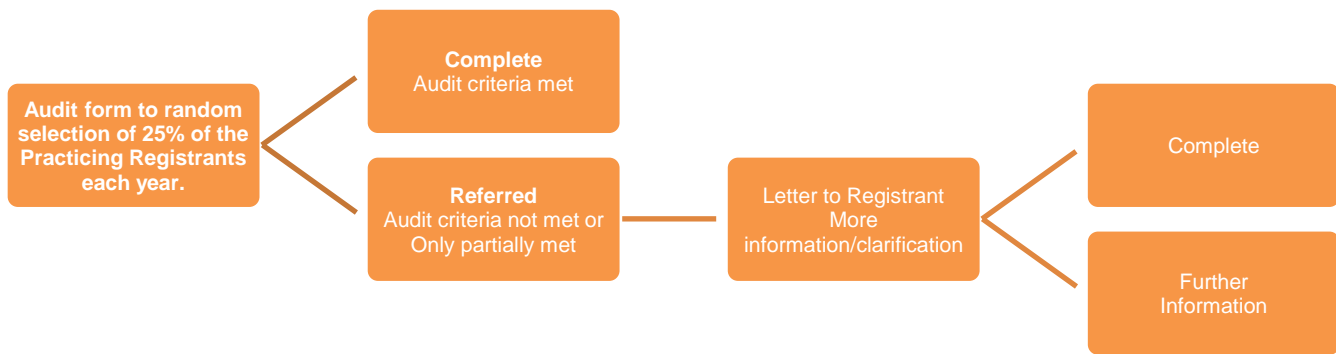 Audit form to random
selection of 25% of the
Practicing Registrants
each year.
Complete
Audit criteria met
Referred
Audit criteria not met or
Only partially met
Letter to Registrant
More
information/clarification
Complete
Further
Information